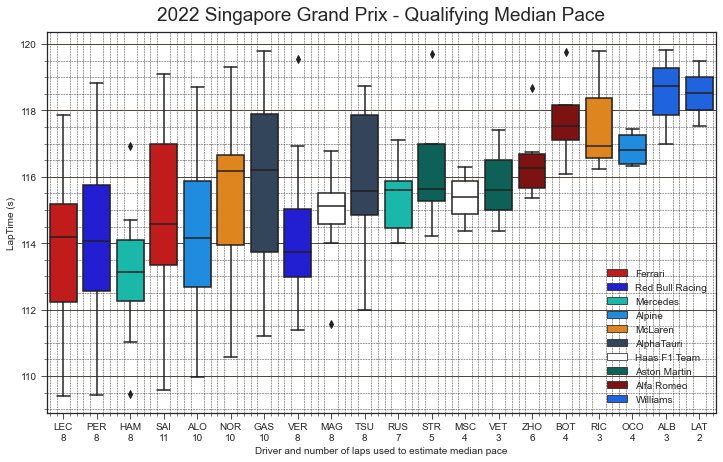 2022 Singapore Grand Prix - Qualifying Median Pace
LapTime (s)
120
118
116
114
112
110
Ferrari
Red Bull Racing
Mercedes
Alpine
McLaren
AlphaTauri
Haas F1 Team
Aston Martin
Alfa Romeo
Williams
LEC PER HAM SAI ALO NOR GAS VER MAG TSU RUS STR MSC VET ZHO BOT RIC OCO ALB LAT
8 8 8 11 10 10 10 8 8 8 7 5 4 3 6 4 3 4 3 2
Driver and number of laps used to estimate median pace